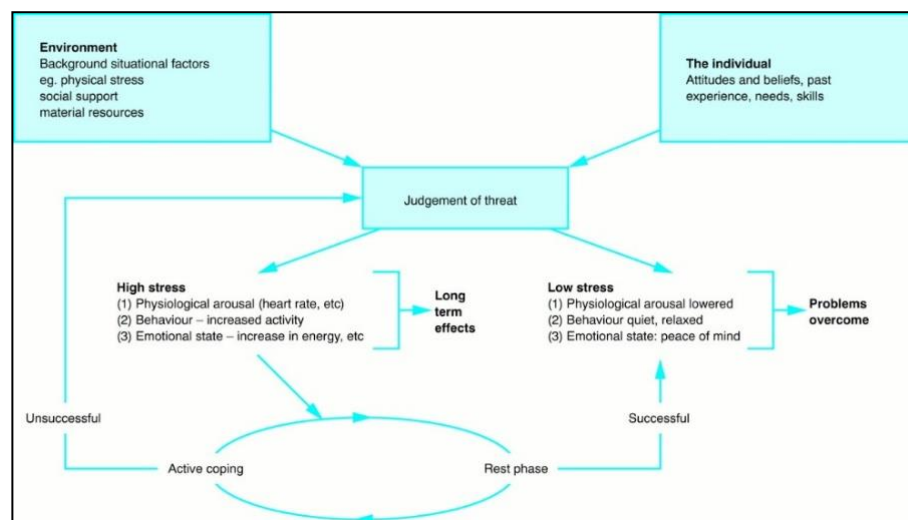 Environment
Background situational factors
eg. physical stress
social support
material resources
The individual
Attitudes and beliefs, past
experience, needs, skills
Judgement of threat
High stress
(1) Physiological arousal (heart rate, etc)
(2) Behaviour – increased activity
(3) Emotional state – increase in energy, etc
Long
term
effects
Low stress
(1) Physiological arousal lowered
(2) Behaviour quiet, relaxed
(3) Emotional state: peace of mind
Problems
overcome
Unsuccessful
Successful
Active coping
Rest phase